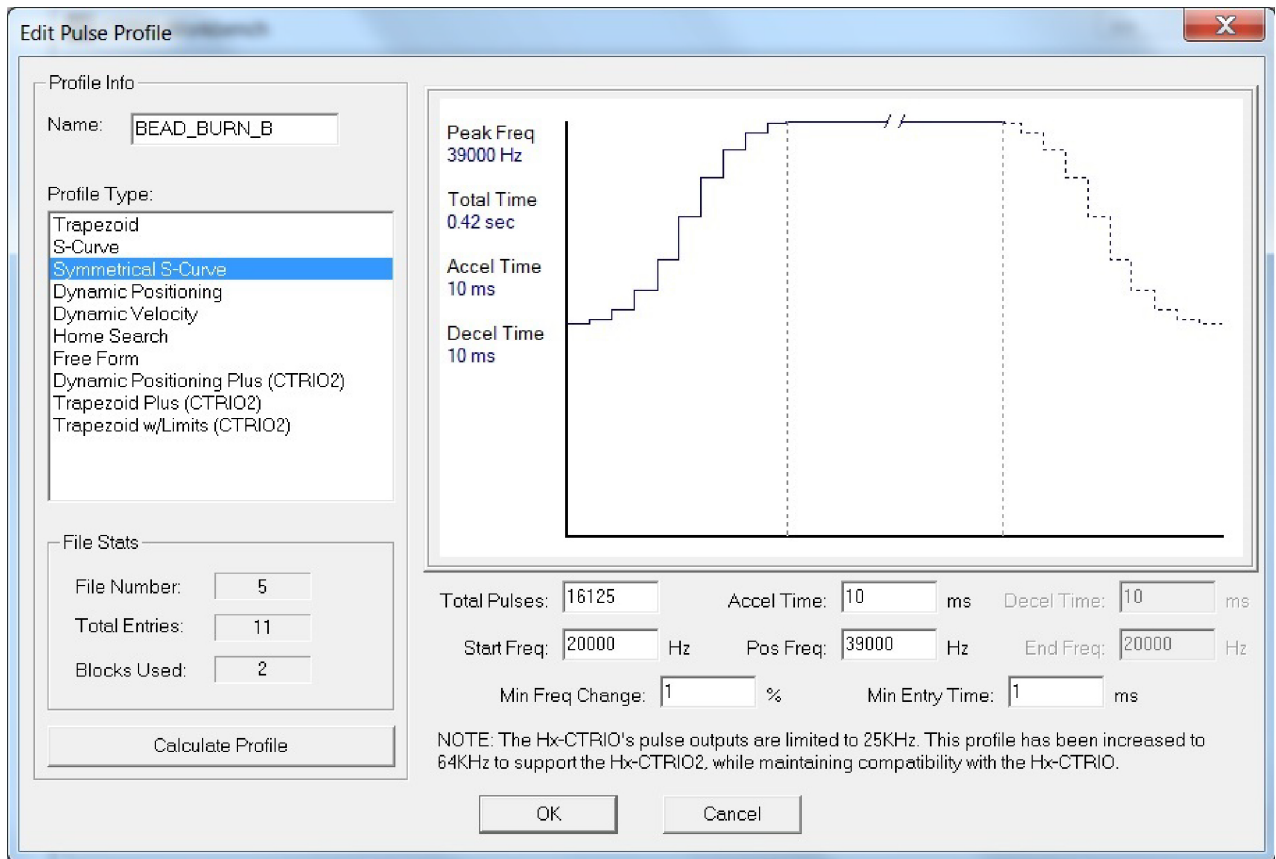 Edit Pulse Profile
Profile Info
Name: BEAD_BURN_B
Profile Type:
Trapezoid
S-Curve
Symmetrical S-Curve
Dynamic Positioning
Dynamic Velocity
Home Search
Free Form
Dynamic Positioning Plus (CTRIO2)
Trapezoid Plus (CTRIO2)
Trapezoid w/Limits (CTRIO2)
File Stats
File Number: 5
Total Entries: 11
Blocks Used: 2
Calculate Profile
Peak Freq
39000 Hz
Total Time
0.42 sec
Accel Time
10 ms
Decel Time
10 ms
Total Pulses: 16125 Accel Time: 10 ms Decel Time: 10 ms
Start Freq: 20000 Hz Pos Freq: 39000 Hz End Freq: 20000 Hz
Min Freq Change: 1 % Min Entry Time: 1 ms
NOTE: The Hx-CTRIO's pulse outputs are limited to 25KHz. This profile has been increased to
64KHz to support the Hx-CTRIO2, while maintaining compatibility with the Hx-CTRIO.
OK Cancel